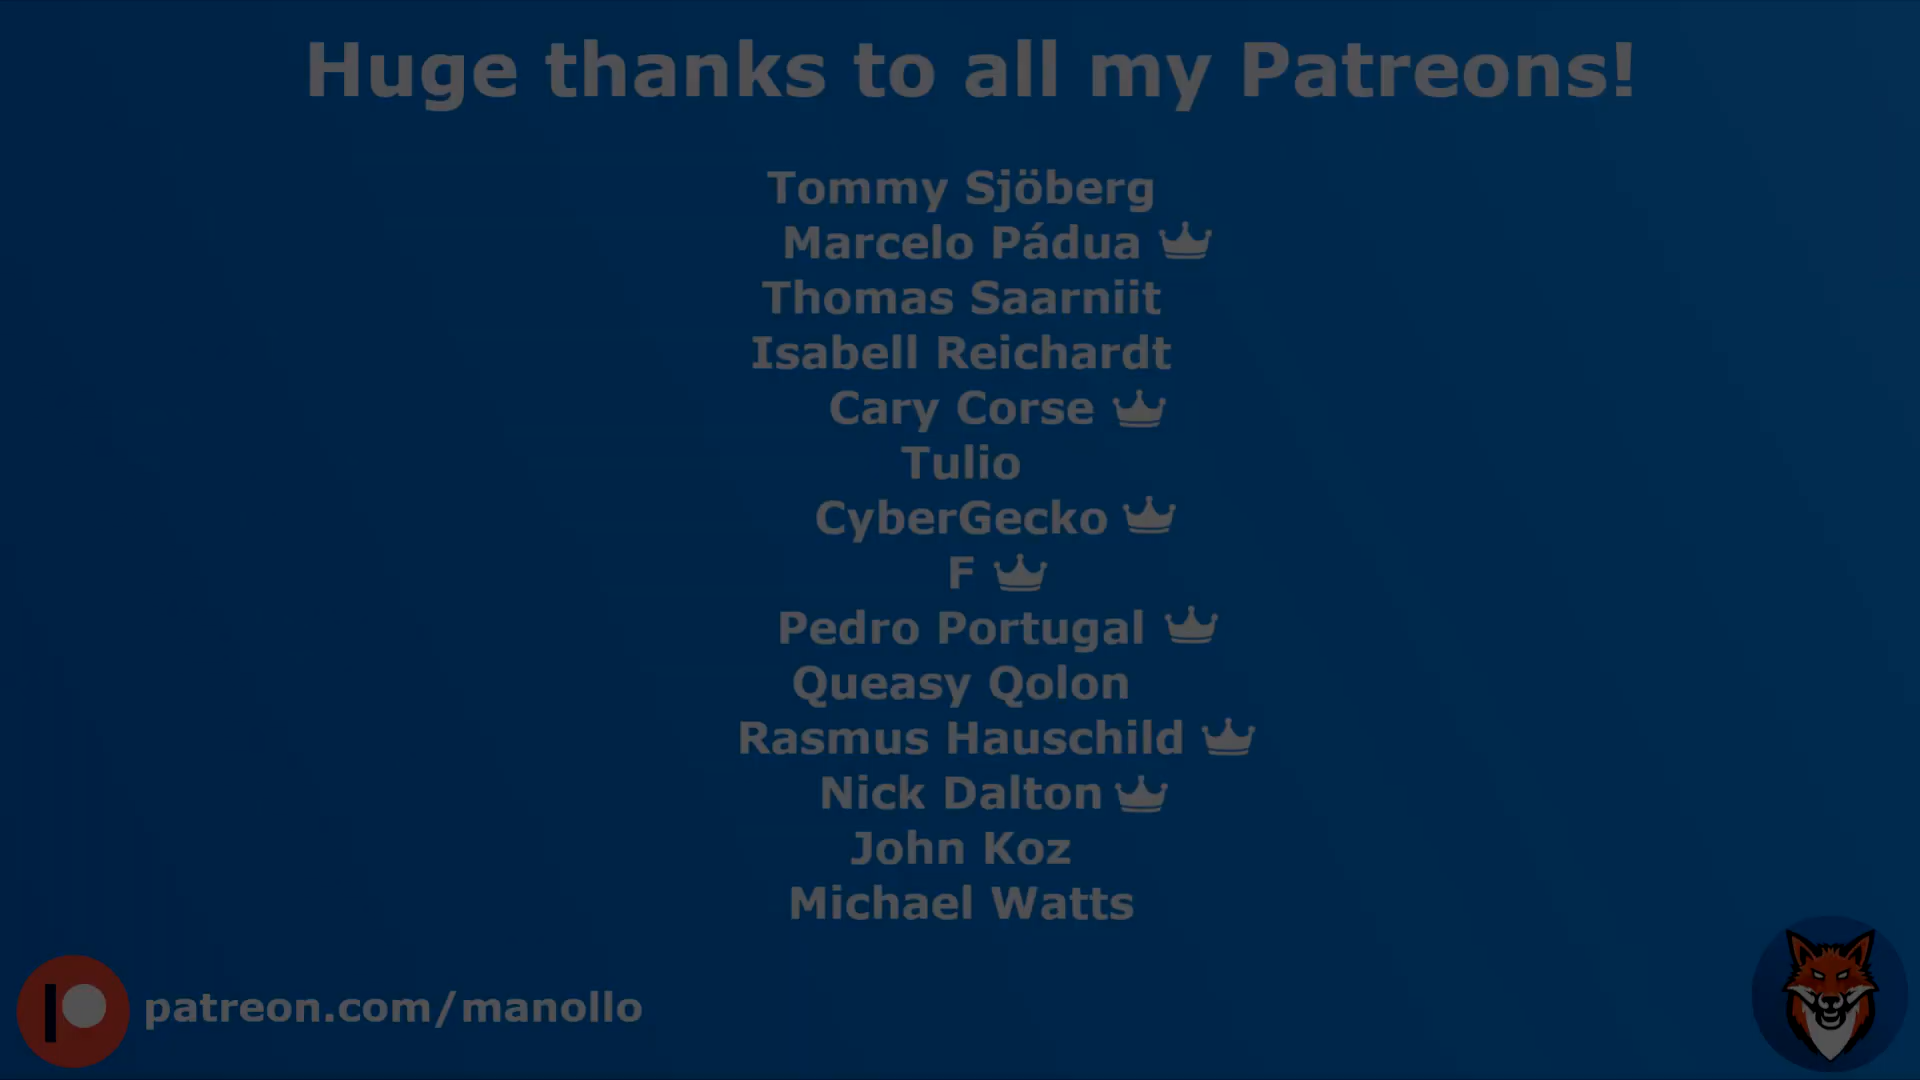 Huge thanks to all my Patreons!
Tommy Sjöberg
Marcelo Pádua
Thomas Saarniit
Isabell Reichardt
Cary Corse
Tulio
CyberGecko
F
Pedro Portugal
Queasy Qolon
Rasmus Hauschild
Nick Dalton
John Koz
Michael Watts
patreon.com/manollo